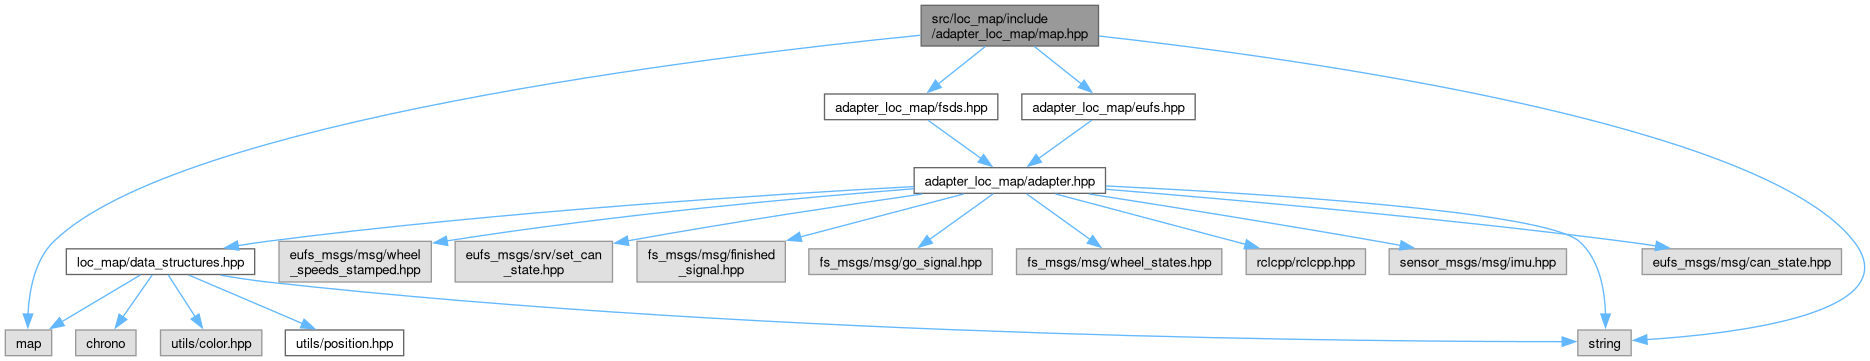 src/loc_map/include
/adapter_loc_map/map.hpp
adapter_loc_map/fsds.hpp
adapter_loc_map/eufs.hpp
adapter_loc_map/adapter.hpp
loc_map/data_structures.hpp
eufs_msgs/msg/wheel
_speeds_stamped.hpp
eufs_msgs/srv/set_can
_state.hpp
fs_msgs/msg/finished
_signal.hpp
fs_msgs/msg/go_signal.hpp
fs_msgs/msg/wheel_states.hpp
rclcpp/rclcpp.hpp
sensor_msgs/msg/imu.hpp
eufs_msgs/msg/can_state.hpp
map
chrono
utils/color.hpp
utils/position.hpp
string